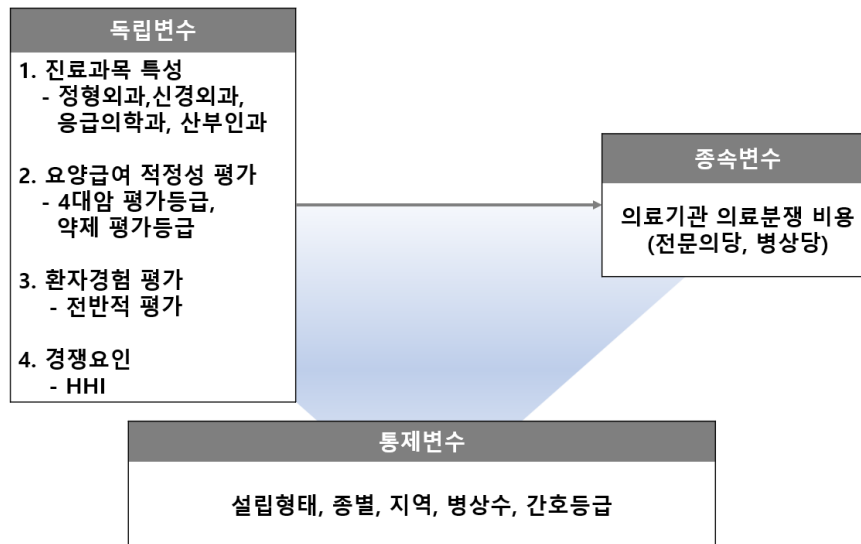 독립변수
1. 진료과목 특성
- 정형외과,신경외과,
응급의학과, 산부인과
2. 요양급여 적정성 평가
- 4대암 평가등급,
약제 평가등급
3. 환자경험 평가
- 전반적 평가
4. 경쟁요인
- HHI
종속변수
의료기관 의료분쟁 비용
(전문의당, 병상당)
통제변수
설립형태, 종별, 지역, 병상수, 간호등급